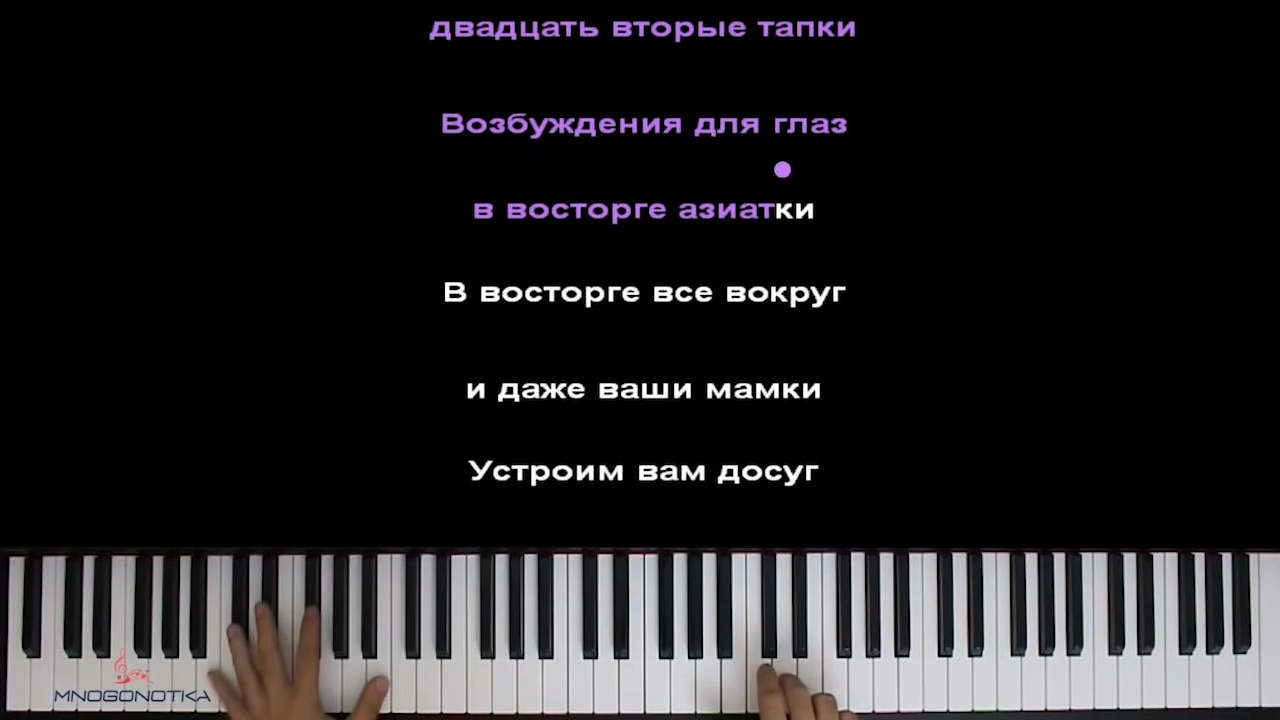 двадцать вторые тапки
Возбуждения для глаз
в восторге азиатки
В восторге все вокруг
и даже ваши мамки
Устроим вам досуг
MNOGONOTKA